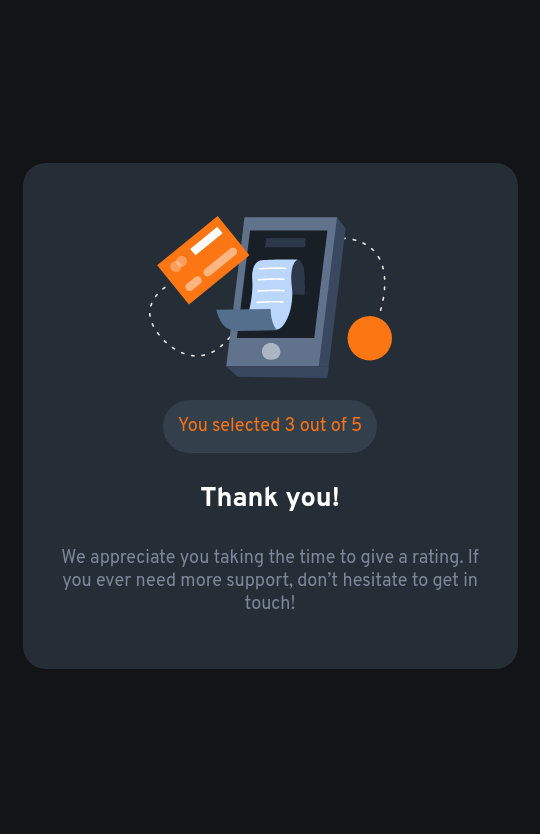 You selected 3 out of 5
Thank you!
We appreciate you taking the time to give a rating. If
you ever need more support, don’t hesitate to get in
touch!